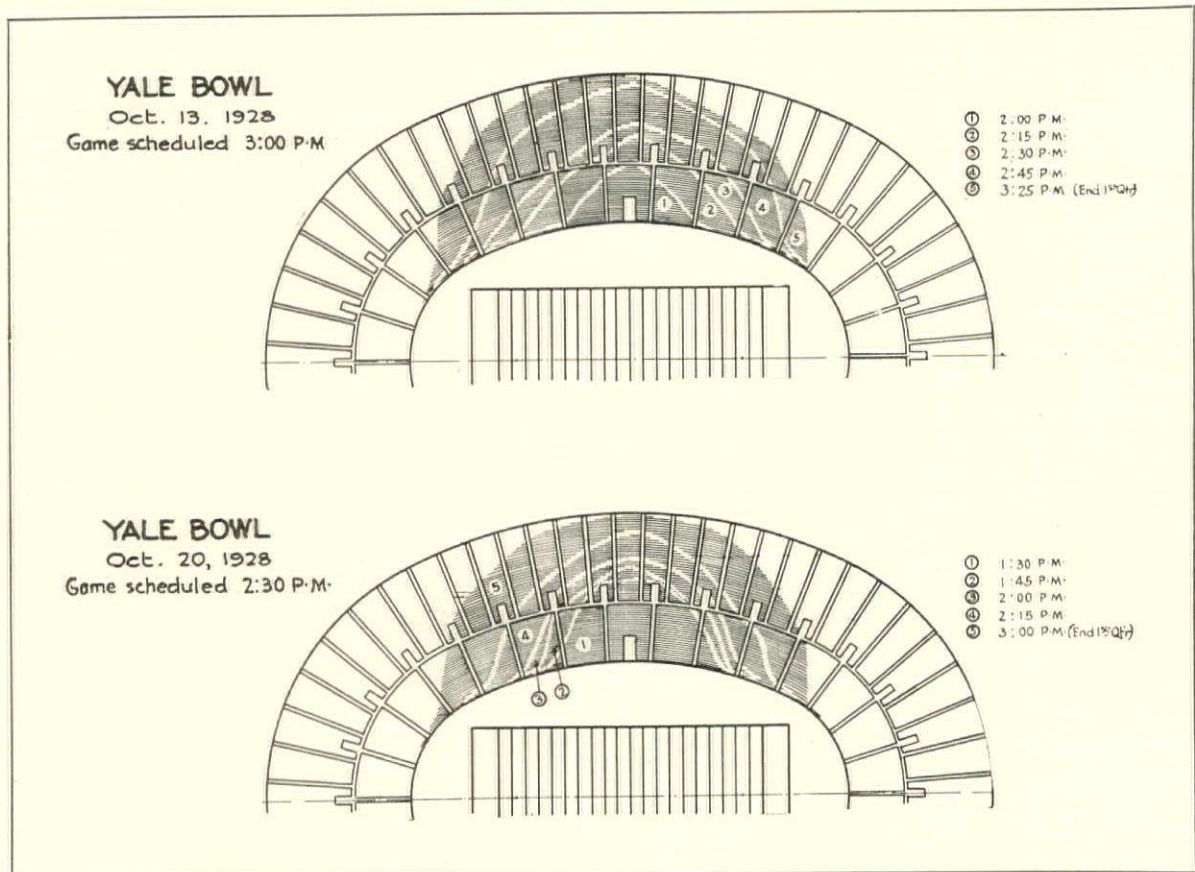 YALE BOWL
Oct. 13. 1928
Game scheduled 3:00 P·M
① 2:00 P M·
② 2:15 P·M·
③ 2:30 P·M·
④ 2:45 P·M·
⑤ 3:25 P·M (End 1st Qtr)
③
①
②
④
⑤
YALE BOWL
Oct. 20, 1928
Game scheduled 2:30 P·M·
① 1:30 P·M·
② 1:45 P·M·
③ 2:00 P·M·
④ 2:15 P·M·
⑤ 3:00 P·M·(End 1st Qtr)
⑤
④
①
③
②